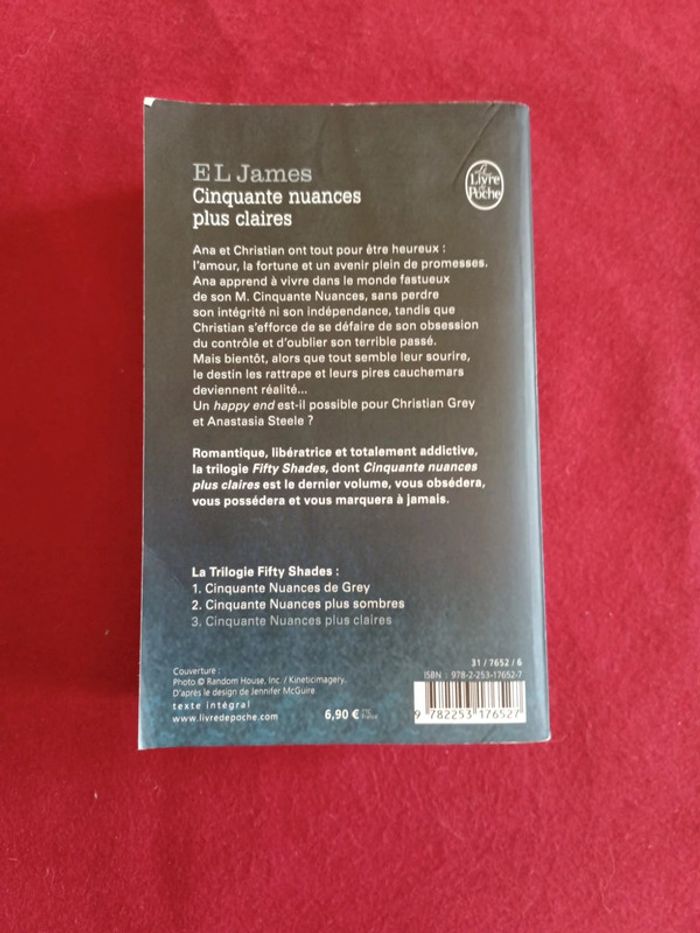 E L James
Le Livre de Poche
Cinquante nuances
plus claires
Ana et Christian ont tout pour être heureux :
l'amour, la fortune et un avenir plein de promesses.
Ana apprend à vivre dans le monde fastueux
de son M. Cinquante Nuances, sans perdre
son intégrité ni son indépendance, tandis que
Christian s'efforce de se défaire de son obsession
du contrôle et d'oublier son terrible passé.
Mais bientôt, alors que tout semble leur sourire,
le destin les rattrape et leurs pires cauchemars
deviennent réalité...
Un happy end est-il possible pour Christian Grey
et Anastasia Steele ?
Romantique, libératrice et totalement addictive,
la trilogie Fifty Shades, dont Cinquante nuances
plus claires est le dernier volume, vous obsédera,
vous possédera et vous marquera à jamais.
La Trilogie Fifty Shades :
1. Cinquante Nuances de Grey
2. Cinquante Nuances plus sombres
3. Cinquante Nuances plus claires
Couverture :
Photo © Random House, Inc. / Kineticimagery.
D'après le design de Jennifer McGuire
texte intégral
www.livredepoche.com
6,90 € TTC France
31 / 7652 / 6
ISBN : 978-2-253-17652-7
9 782253 176527